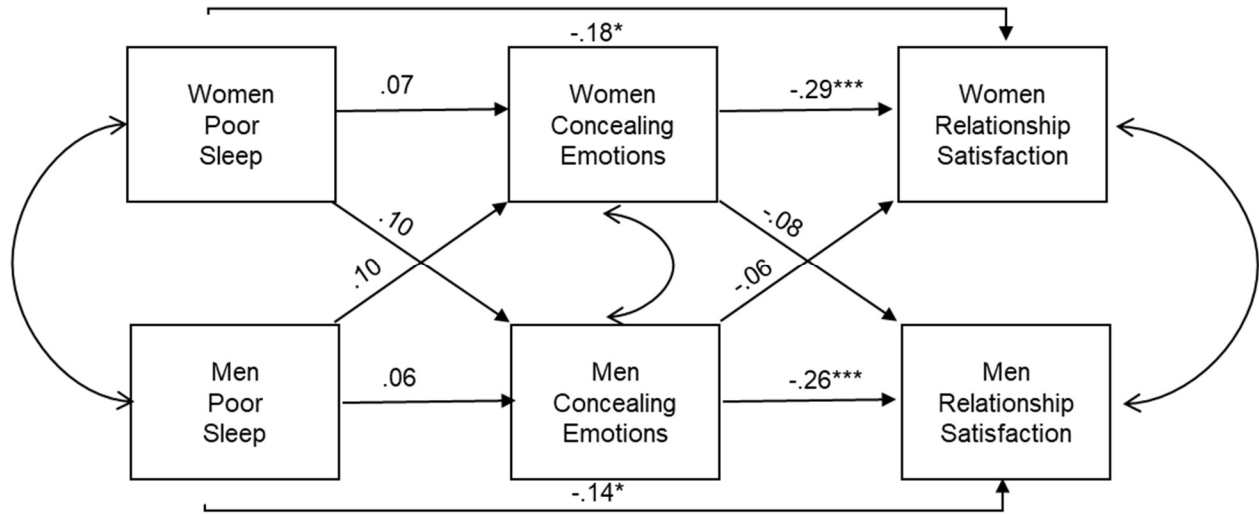 -.18*
Women
Poor
Sleep
.07
Women
Concealing
Emotions
-.29***
Women
Relationship
Satisfaction
.10
.10
-.08
-.06
Men
Poor
Sleep
.06
Men
Concealing
Emotions
-.26***
Men
Relationship
Satisfaction
-.14*